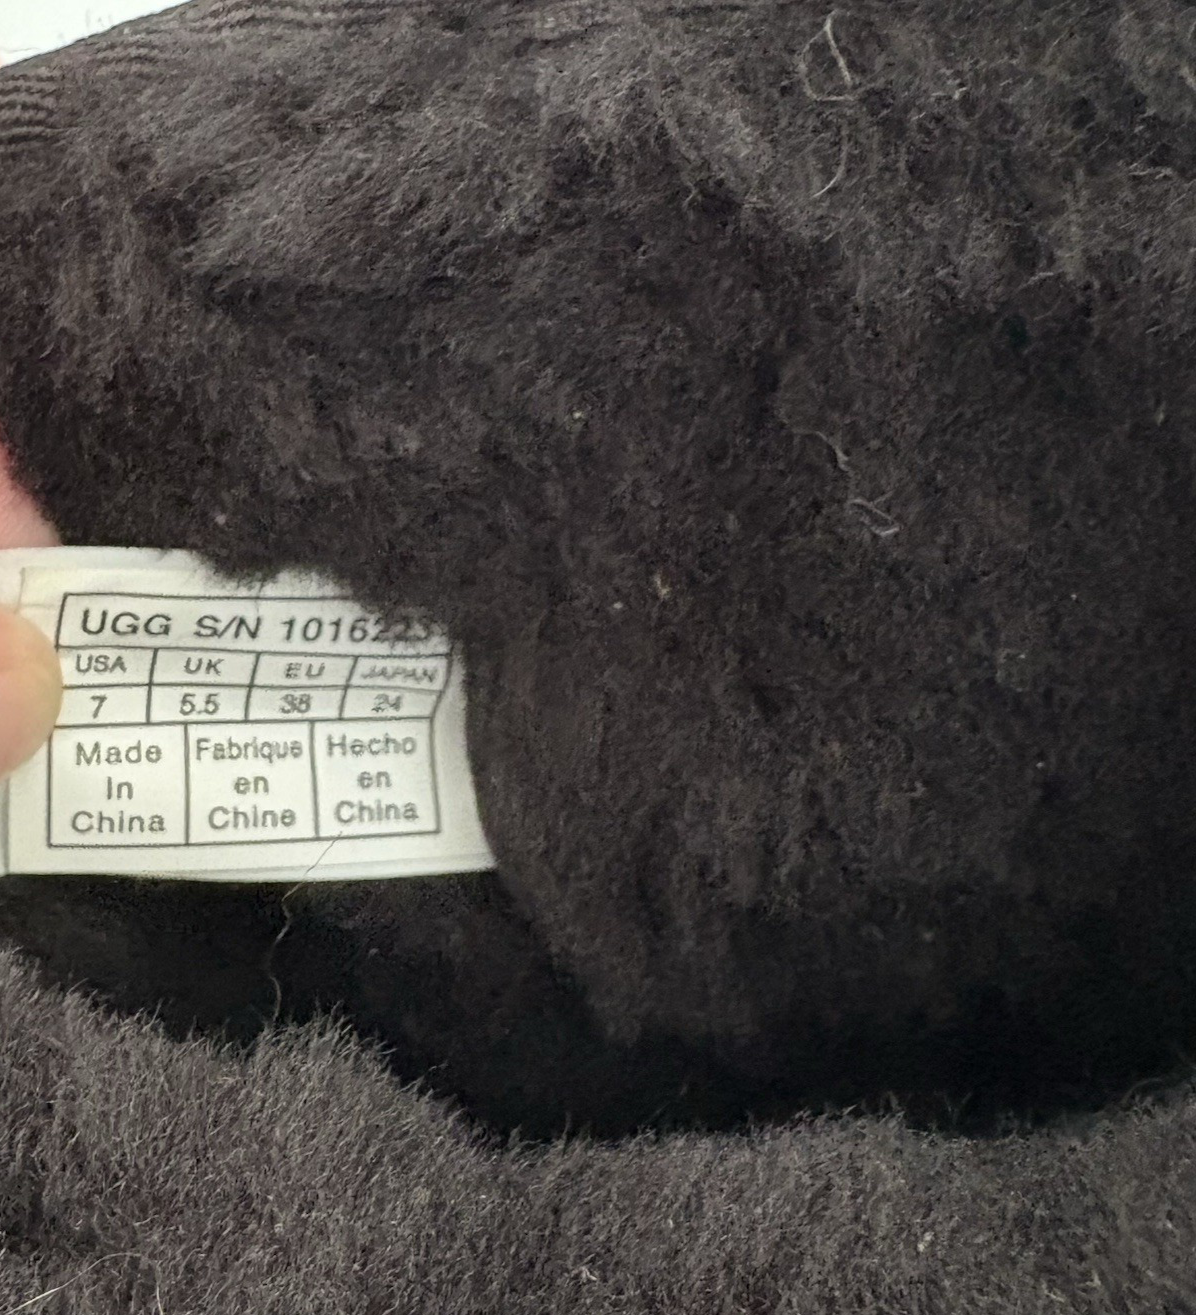 UGG S/N 1016223
USA UK EU JAPAN
7 5.5 38 24
Made Fabrique Hecho
in en en
China Chine China